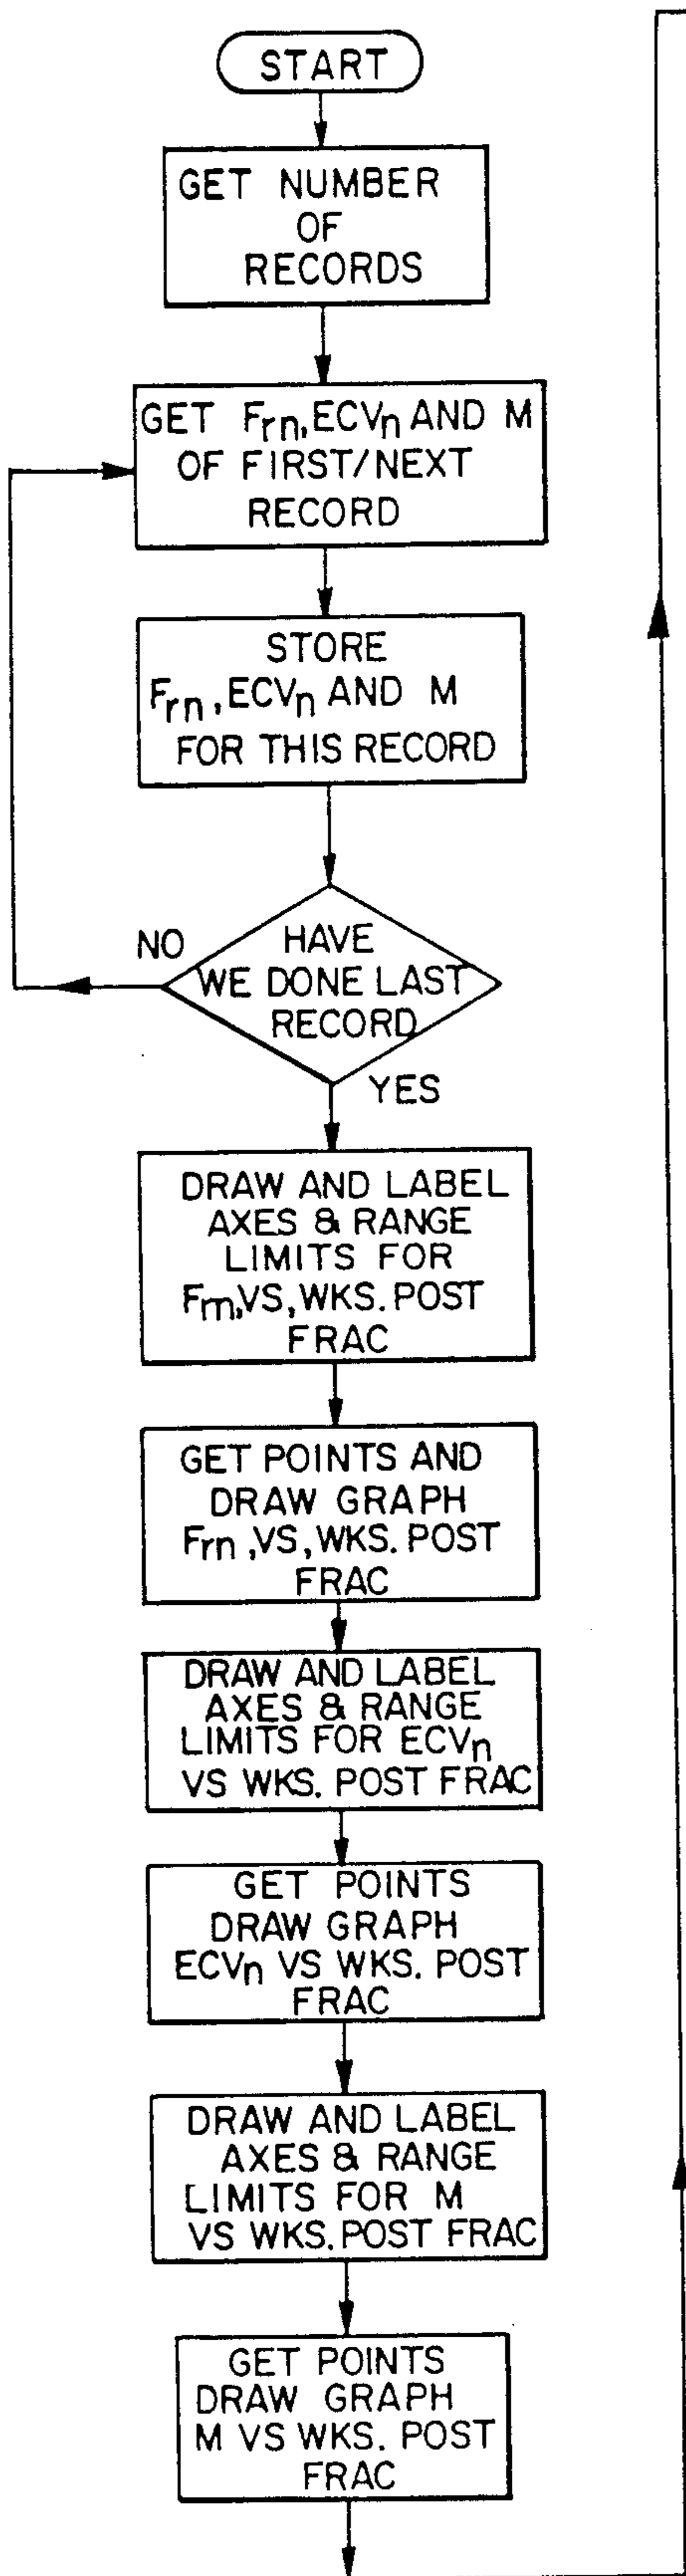 START
GET NUMBER
OF
RECORDS
GET Frn, ECVn AND M
OF FIRST/NEXT
RECORD
STORE
Frn, ECVn AND M
FOR THIS RECORD
NO
HAVE
WE DONE LAST
RECORD
YES
DRAW AND LABEL
AXES & RANGE
LIMITS FOR
Frn,VS,WKS. POST
FRAC
GET POINTS AND
DRAW GRAPH
Frn ,VS,WKS. POST
FRAC
DRAW AND LABEL
AXES & RANGE
LIMITS FOR ECVn
VS WKS. POST FRAC
GET POINTS
DRAW GRAPH
ECVn VS WKS. POST
FRAC
DRAW AND LABEL
AXES & RANGE
LIMITS FOR M
VS WKS. POST FRAC
GET POINTS
DRAW GRAPH
M VS WKS. POST
FRAC